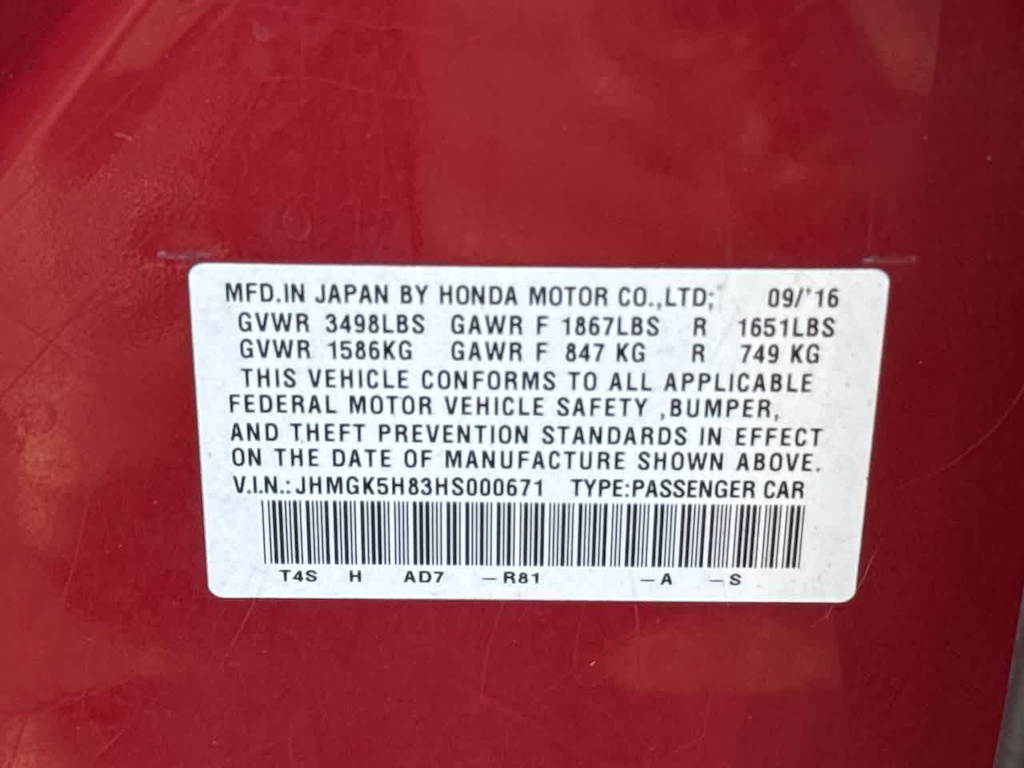 MFD.IN JAPAN BY HONDA MOTOR CO.,LTD; 09/'16
GVWR 3498LBS GAWR F 1867LBS R 1651LBS
GVWR 1586KG GAWR F 847 KG R 749 KG
THIS VEHICLE CONFORMS TO ALL APPLICABLE
FEDERAL MOTOR VEHICLE SAFETY ,BUMPER,
AND THEFT PREVENTION STANDARDS IN EFFECT
ON THE DATE OF MANUFACTURE SHOWN ABOVE.
V.I.N.: JHMGK5H83HS000671 TYPE:PASSENGER CAR
T4S H AD7 –R81 –A –S